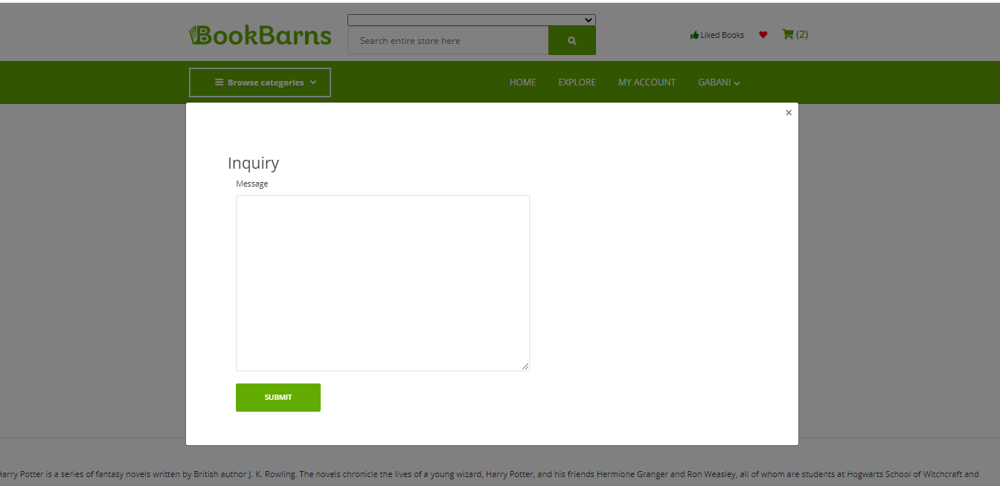 BookBarns
Search entire store here
Liked Books
(2)
Browse categories
HOME
EXPLORE
MY ACCOUNT
GABANI
×
Inquiry
Message
SUBMIT
Harry Potter is a series of fantasy novels written by British author J. K. Rowling. The novels chronicle the lives of a young wizard, Harry Potter, and his friends Hermione Granger and Ron Weasley, all of whom are students at Hogwarts School of Witchcraft and